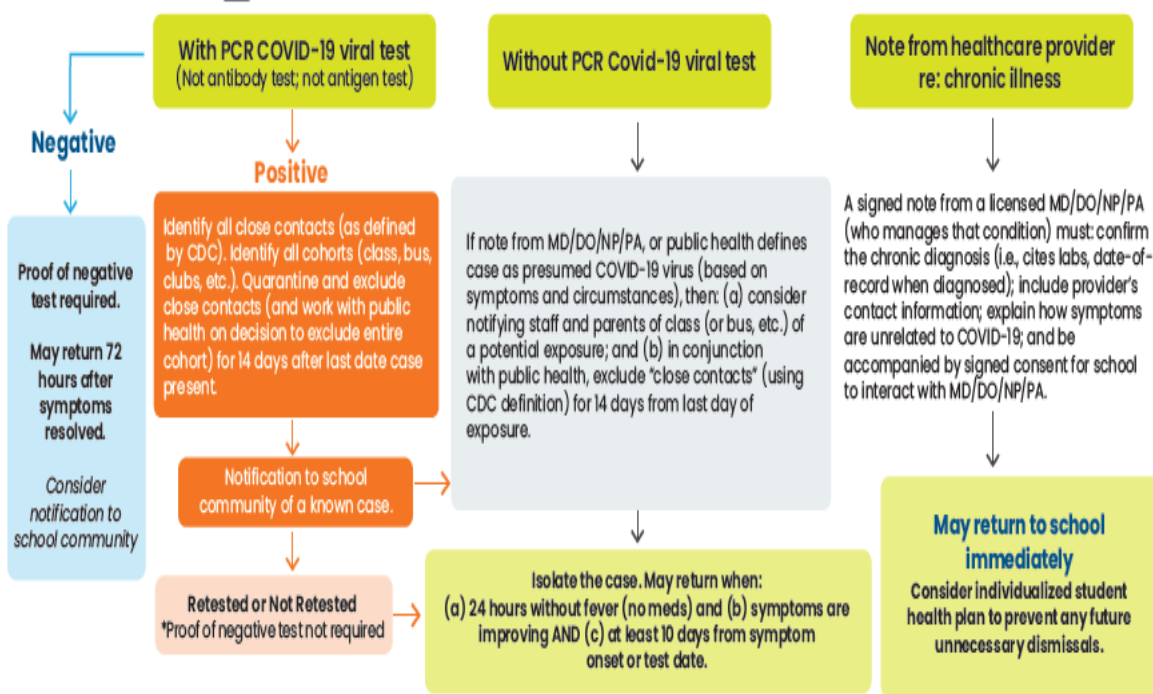 With PCR COVID-19 viral test
(Not antibody test; not antigen test)
Without PCR Covid-19 viral test
Note from healthcare provider
re: chronic illness
Negative
Proof of negative
test required.
May return 72
hours after
symptoms
resolved.
Consider
notification to
school community
Positive
Identify all close contacts (as defined
by CDC). Identify all cohorts (class, bus,
clubs, etc.). Quarantine and exclude
close contacts (and work with public
health on decision to exclude entire
cohort) for 14 days after last date case
present.
Notification to school
community of a known case.
Retested or Not Retested
*Proof of negative test not required
If note from MD/DO/NP/PA, or public health defines
case as presumed COVID-19 virus (based on
symptoms and circumstances), then: (a) consider
notifying staff and parents of class (or bus, etc.) of
a potential exposure; and (b) in conjunction
with public health, exclude “close contacts” (using
CDC definition) for 14 days from last day of
exposure.
Isolate the case. May return when:
(a) 24 hours without fever (no meds) and (b) symptoms are
improving AND (c) at least 10 days from symptom
onset or test date.
A signed note from a licensed MD/DO/NP/PA
(who manages that condition) must: confirm
the chronic diagnosis (i.e., cites labs, date-of-
record when diagnosed); include provider's
contact information; explain how symptoms
are unrelated to COVID-19; and be
accompanied by signed consent for school
to interact with MD/DO/NP/PA.
May return to school
immediately
Consider individualized student
health plan to prevent any future
unnecessary dismissals.